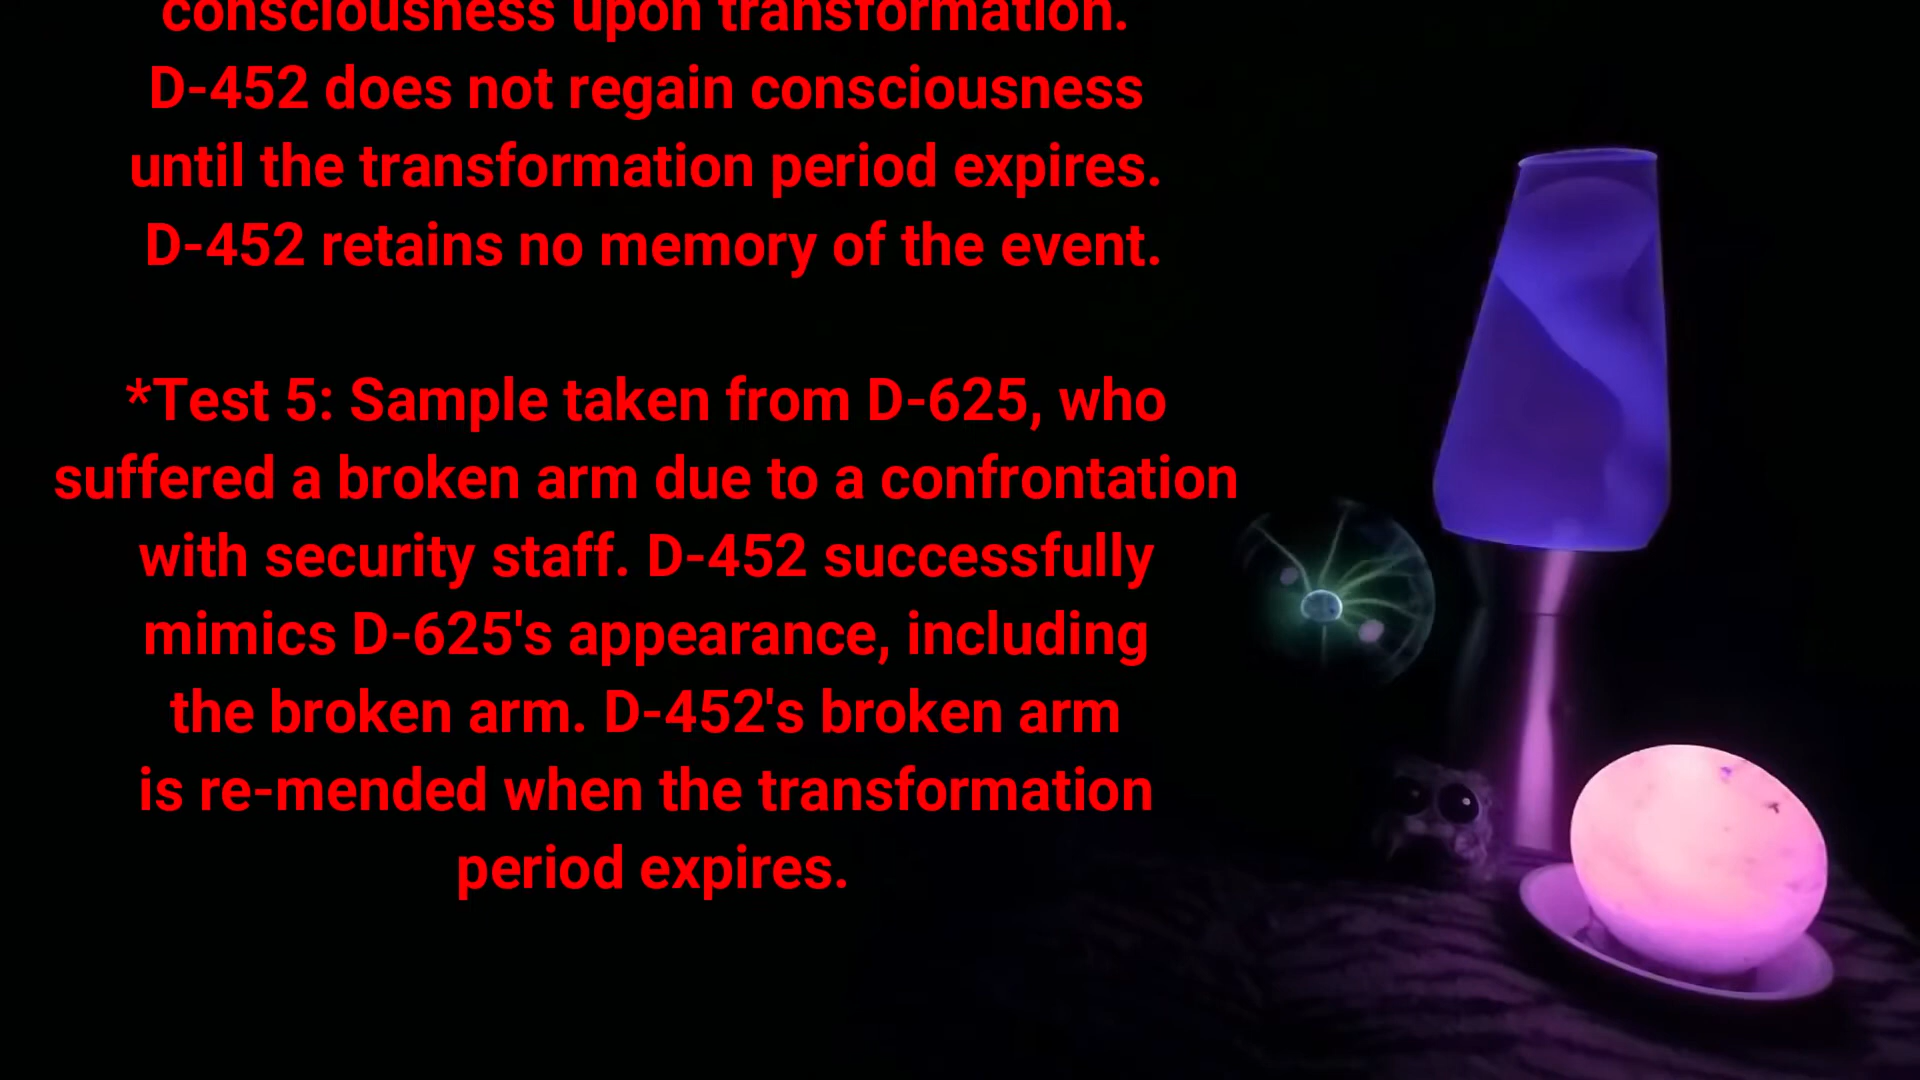 consciousness upon transformation.
D-452 does not regain consciousness
until the transformation period expires.
D-452 retains no memory of the event.
*Test 5: Sample taken from D-625, who
suffered a broken arm due to a confrontation
with security staff. D-452 successfully
mimics D-625's appearance, including
the broken arm. D-452's broken arm
is re-mended when the transformation
period expires.